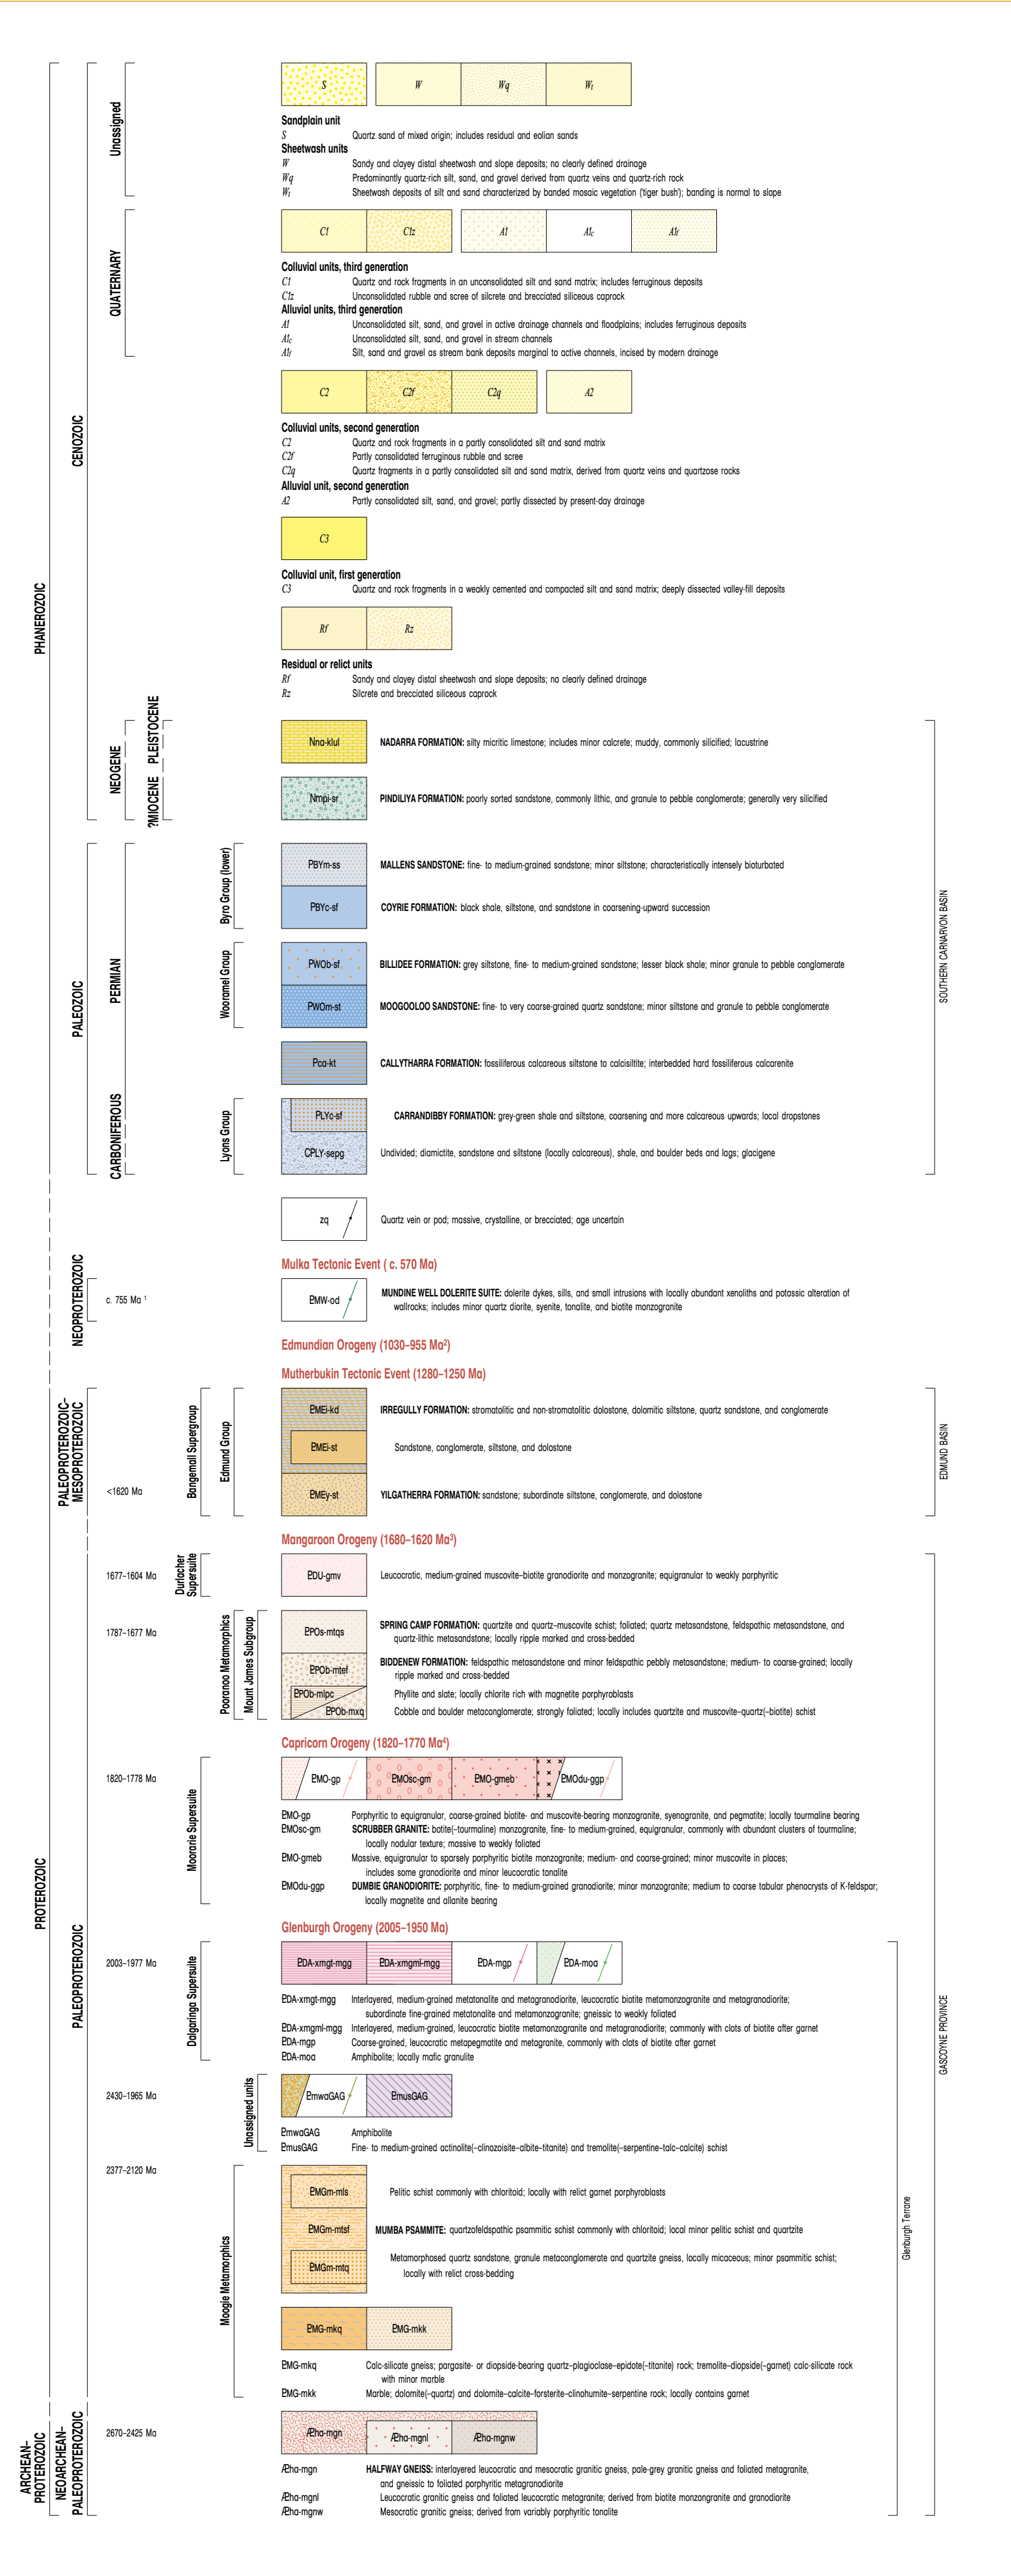 S W Wq Wt
Unassigned
Sandplain unit
S Quartz sand of mixed origin; includes residual and eolian sands
Sheetwash units
W Sandy and clayey distal sheetwash and slope deposits; no clearly defined drainage
Wq Predominantly quartz-rich silt, sand, and gravel derived from quartz veins and quartz-rich rock
Wt Sheetwash deposits of silt and sand characterized by banded mosaic vegetation ('tiger bush'); banding is normal to slope
C1 C1z A1 A1c A1f
QUATERNARY
Colluvial units, third generation
C1 Quartz and rock fragments in an unconsolidated silt and sand matrix; includes ferruginous deposits
C1z Unconsolidated rubble and scree of silcrete and brecciated siliceous caprock
Alluvial units, third generation
A1 Unconsolidated silt, sand, and gravel in active drainage channels and floodplains; includes ferruginous deposits
A1c Unconsolidated silt, sand, and gravel in stream channels
A1f Silt, sand and gravel as stream bank deposits marginal to active channels, incised by modern drainage
C2 C2f C2q A2
CENOZOIC
Colluvial units, second generation
C2 Quartz and rock fragments in a partly consolidated silt and sand matrix
C2f Partly consolidated ferruginous rubble and scree
C2q Quartz fragments in a partly consolidated silt and sand matrix, derived from quartz veins and quartzose rocks
Alluvial unit, second generation
A2 Partly consolidated silt, sand, and gravel; partly dissected by present-day drainage
C3
Colluvial unit, first generation
C3 Quartz and rock fragments in a weakly cemented and compacted silt and sand matrix; deeply dissected valley-fill deposits
PHANEROZOIC
Rf Rz
Residual or relict units
Rf Sandy and clayey distal sheetwash and slope deposits; no clearly defined drainage
Rz Silcrete and brecciated siliceous caprock
NEOGENE
?MIOCENE PLEISTOCENE
Nna-klul NADARRA FORMATION: silty micritic limestone; includes minor calcrete; muddy, commonly silicified; lacustrine
Nmpi-sr PINDILIYA FORMATION: poorly sorted sandstone, commonly lithic, and granule to pebble conglomerate; generally very silicified
SOUTHERN CARNARVON BASIN
PALEOZOIC
PERMIAN
Byro Group (lower)
PBYm-ss MALLENS SANDSTONE: fine- to medium-grained sandstone; minor siltstone; characteristically intensely bioturbated
PBYc-sf COYRIE FORMATION: black shale, siltstone, and sandstone in coarsening-upward succession
Wooramel Group
PWOb-sf BILLIDEE FORMATION: grey siltstone, fine- to medium-grained sandstone; lesser black shale; minor granule to pebble conglomerate
PWOm-st MOOGOOLOO SANDSTONE: fine- to very coarse-grained quartz sandstone; minor siltstone and granule to pebble conglomerate
Pca-kt CALLYTHARRA FORMATION: fossiliferous calcareous siltstone to calcisiltite; interbedded hard fossiliferous calcarenite
CARBONIFEROUS
Lyons Group
PLYc-sf CARRANDIBBY FORMATION: grey-green shale and siltstone, coarsening and more calcareous upwards; local dropstones
CPLY-sepg Undivided; diamictite, sandstone and siltstone (locally calcareous), shale, and boulder beds and lags; glacigene
zq Quartz vein or pod; massive, crystalline, or brecciated; age uncertain
Mulka Tectonic Event ( c. 570 Ma)
NEOPROTEROZOIC
c. 755 Ma 1
PMW-od MUNDINE WELL DOLERITE SUITE: dolerite dykes, sills, and small intrusions with locally abundant xenoliths and potassic alteration of
wallrocks; includes minor quartz diorite, syenite, tonalite, and biotite monzogranite
Edmundian Orogeny (1030–955 Ma²)
Mutherbukin Tectonic Event (1280–1250 Ma)
PALEOPROTEROZOIC–
MESOPROTEROZOIC
<1620 Ma
Bangemall Supergroup
Edmund Group
PMEi-kd IRREGULLY FORMATION: stromatolitic and non-stromatolitic dolostone, dolomitic siltstone, quartz sandstone, and conglomerate
PMEi-st Sandstone, conglomerate, siltstone, and dolostone
PMEy-st YILGATHERRA FORMATION: sandstone; subordinate siltstone, conglomerate, and dolostone
EDMUND BASIN
Mangaroon Orogeny (1680–1620 Ma³)
1677–1604 Ma
Durlacher
Supersuite
PDU-gmv Leucocratic, medium-grained muscovite–biotite granodiorite and monzogranite; equigranular to weakly porphyritic
1787–1677 Ma
Pooranoo Metamorphics
Mount James Subgroup
POs-mtqs SPRING CAMP FORMATION: quartzite and quartz–muscovite schist; foliated; quartz metasandstone, feldspathic metasandstone, and
quartz-lithic metasandstone; locally ripple marked and cross-bedded
PPOb-mtef BIDDENEW FORMATION: feldspathic metasandstone and minor feldspathic pebbly metasandstone; medium- to coarse-grained; locally
ripple marked and cross-bedded
PPOb-mlpc Phyllite and slate; locally chlorite rich with magnetite porphyroblasts
PPOb-mxq Cobble and boulder metaconglomerate; strongly foliated; locally includes quartzite and muscovite–quartz(–biotite) schist
Capricorn Orogeny (1820–1770 Ma⁴)
1820–1778 Ma
Moorarie Supersuite
PMO-gp PMOsc-gm PMO-gmeb PMOdu-ggp
PMO-gp Porphyritic to equigranular, coarse-grained biotite- and muscovite-bearing monzogranite, syenogranite, and pegmatite; locally tourmaline bearing
PMOsc-gm SCRUBBER GRANITE: botite(–tourmaline) monzogranite, fine- to medium-grained, equigranular, commonly with abundant clusters of tourmaline;
locally nodular texture; massive to weakly foliated
PMO-gmeb Massive, equigranular to sparsely porphyritic biotite monzogranite; medium- and coarse-grained; minor muscovite in places;
includes some granodiorite and minor leucocratic tonalite
PMOdu-ggp DUMBIE GRANODIORITE: porphyritic, fine- to medium-grained granodiorite; minor monzogranite; medium to coarse tabular phenocrysts of K-feldspar;
locally magnetite and allanite bearing
PROTEROZOIC
PALEOPROTEROZOIC
Glenburgh Orogeny (2005–1950 Ma)
2003–1977 Ma
Dalgaringa Supersuite
PDA-xmgt-mgg PDA-xmgml-mgg PDA-mgp PDA-moa
PDA-xmgt-mgg Interlayered, medium-grained metatonalite and metagranodiorite, leucocratic biotite metamonzogranite and metagranodiorite;
subordinate fine-grained metatonalite and metamonzogranite; gneissic to weakly foliated
PDA-xmgml-mgg Interlayered, medium-grained, leucocratic biotite metamonzogranite and metagranodiorite; commonly with clots of biotite after garnet
PDA-mgp Coarse-grained, leucocratic metapegmatite and metagranite, commonly with clots of biotite after garnet
PDA-moa Amphibolite; locally mafic granulite
GASCOYNE PROVINCE
2430–1965 Ma
Unassigned units
PmwaGAG PmusGAG
PmwaGAG Amphibolite
PmusGAG Fine- to medium-grained actinolite(–clinozoisite–albite–titanite) and tremolite(–serpentine–talc–calcite) schist
2377–2120 Ma
Moogie Metamorphics
PMGm-mls Pelitic schist commonly with chloritoid; locally with relict garnet porphyroblasts
PMGm-mtsf MUMBA PSAMMITE: quartzofeldspathic psammitic schist commonly with chloritoid; local minor pelitic schist and quartzite
PMGm-mtq Metamorphosed quartz sandstone, granule metaconglomerate and quartzite gneiss, locally micaceous; minor psammitic schist;
locally with relict cross-bedding
Glenburgh Terrane
PMG-mkq PMG-mkk
PMG-mkq Calc-silicate gneiss; pargasite- or diopside-bearing quartz–plagioclase–epidote(–titanite) rock; tremolite–diopside(–garnet) calc-silicate rock
with minor marble
PMG-mkk Marble; dolomite(–quartz) and dolomite–calcite–forsterite–clinohumite–serpentine rock; locally contains garnet
ARCHEAN–
PROTEROZOIC
NEOARCHEAN–
PALEOPROTEROZOIC
2670–2425 Ma
Æha-mgn Æha-mgnl Æha-mgnw
Æha-mgn HALFWAY GNEISS: interlayered leucocratic and mesocratic granitic gneiss, pale-grey granitic gneiss and foliated metagranite,
and gneissic to foliated porphyritic metagranodiorite
Æha-mgnl Leucocratic granitic gneiss and foliated leucocratic metagranite; derived from biotite monzongranite and granodiorite
Æha-mgnw Mesocratic granitic gneiss; derived from variably porphyritic tonalite